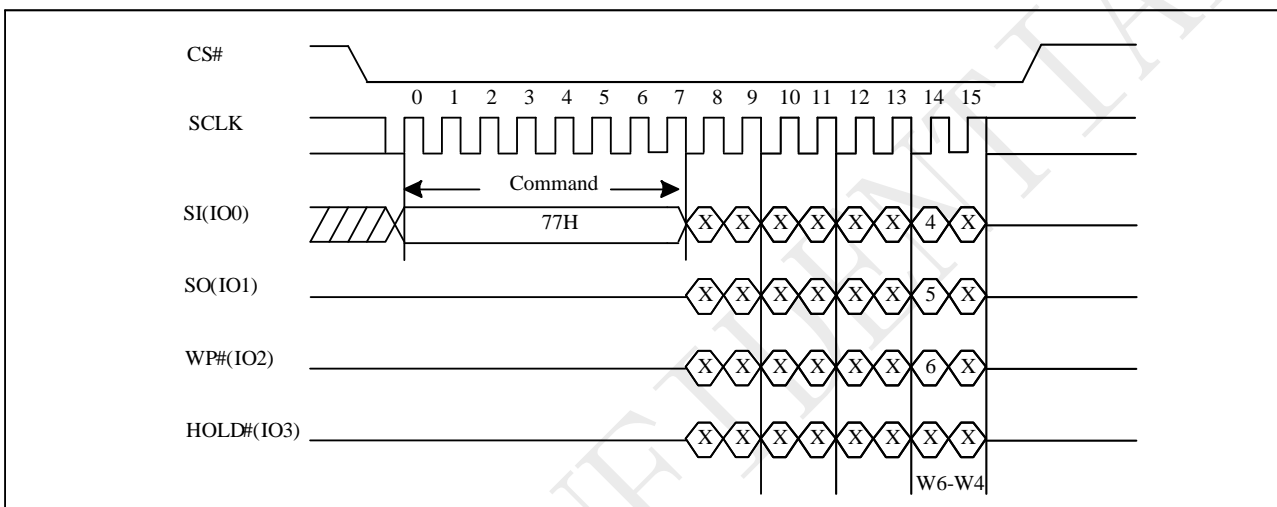 CS#
0 1 2 3 4 5 6 7 8 9 10 11 12 13 14 15
SCLK
Command
SI(IO0) 77H X X X X X X 4 X
SO(IO1) X X X X X X 5 X
WP#(IO2) X X X X X X 6 X
HOLD#(IO3) X X X X X X X X
W6-W4